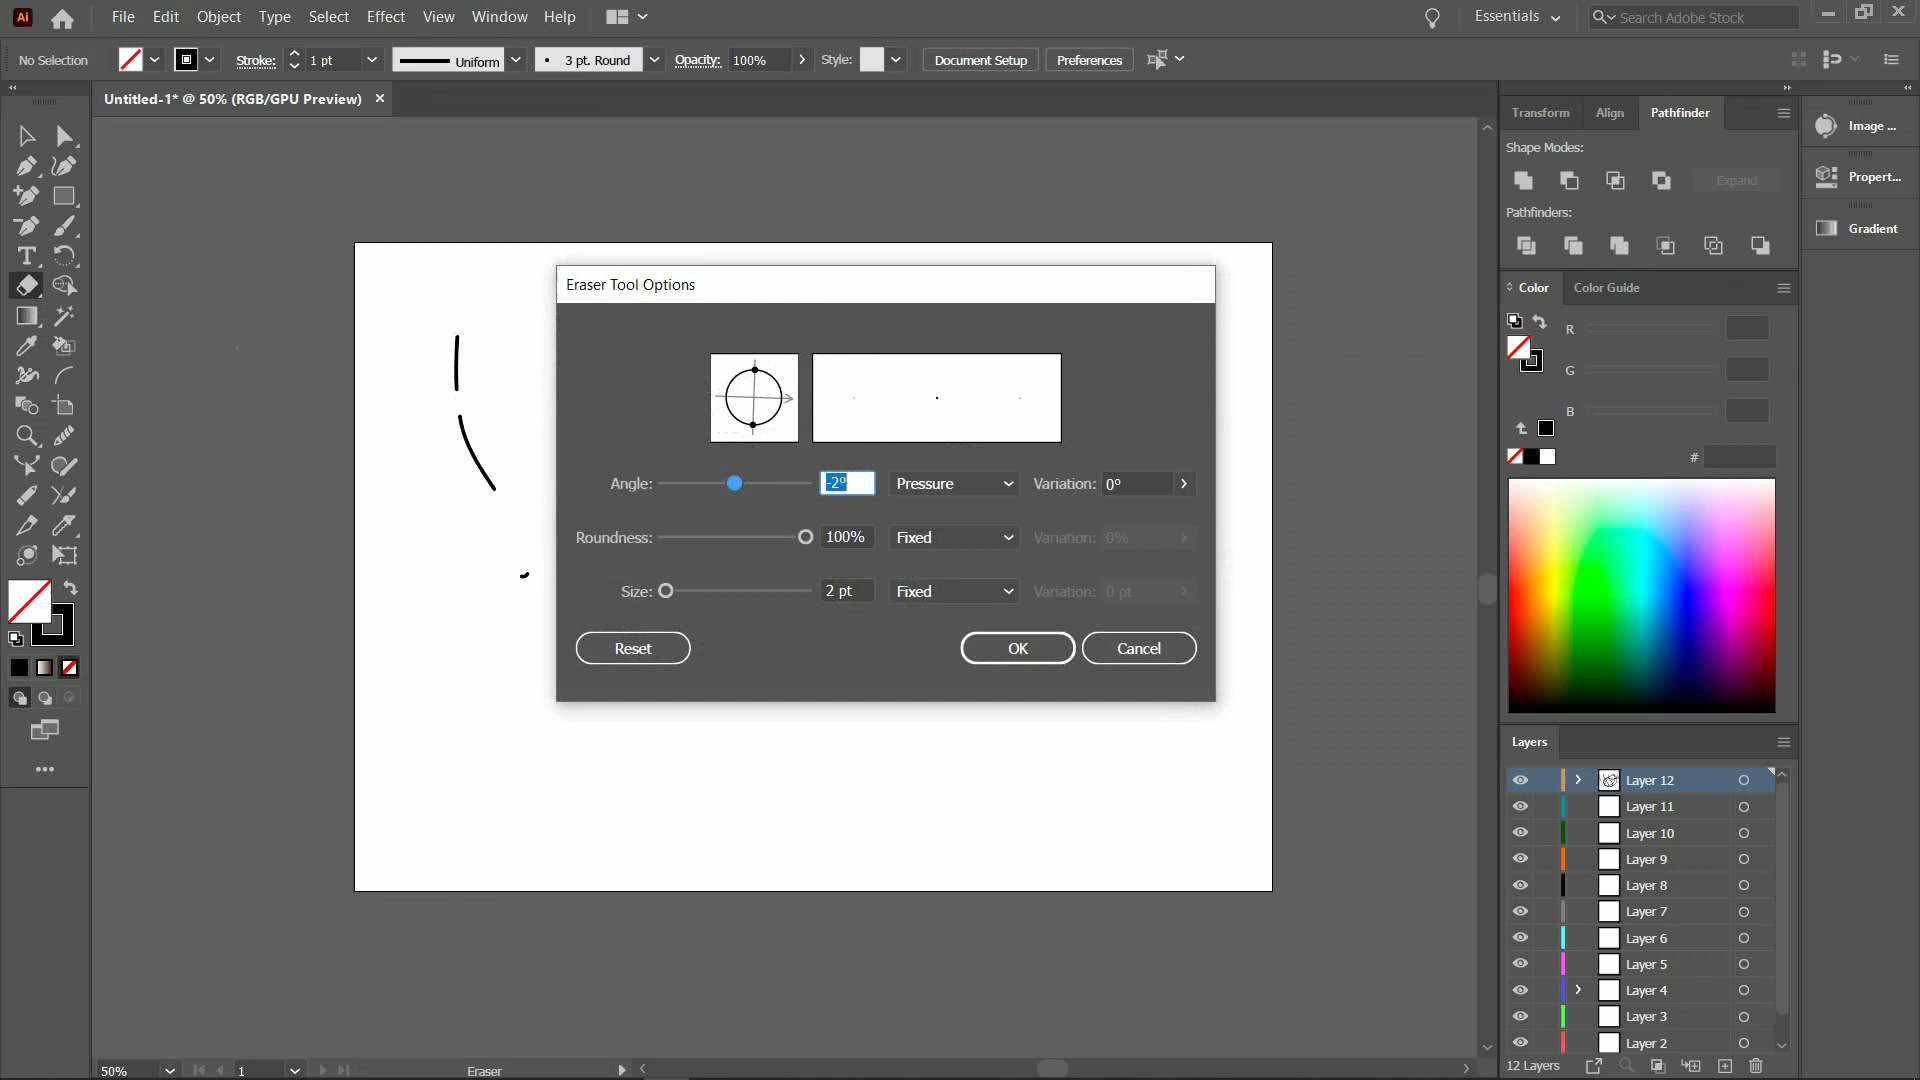 Ai File Edit Object Type Select Effect View Window Help Essentials Search Adobe Stock
No Selection Stroke: 1 pt Uniform 3 pt. Round Opacity: 100% Style: Document Setup Preferences
Untitled-1* @ 50% (RGB/GPU Preview)
Transform Align Pathfinder
Image ...
Shape Modes:
Expand
Propert...
Pathfinders:
Gradient
Eraser Tool Options
Angle: -2° Pressure Variation: 0°
Roundness: 100% Fixed Variation: 0%
Size: 2 pt Fixed Variation: 0 pt
Reset OK Cancel
Color Color Guide
R
G
B
#
Layers
Layer 12
Layer 11
Layer 10
Layer 9
Layer 8
Layer 7
Layer 6
Layer 5
Layer 4
Layer 3
Layer 2
12 Layers
50% 1 Eraser